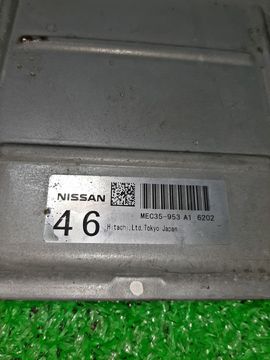 NISSAN
MEC35-953 A1 6202
46
Hitachi,Ltd.Tokyo Japan